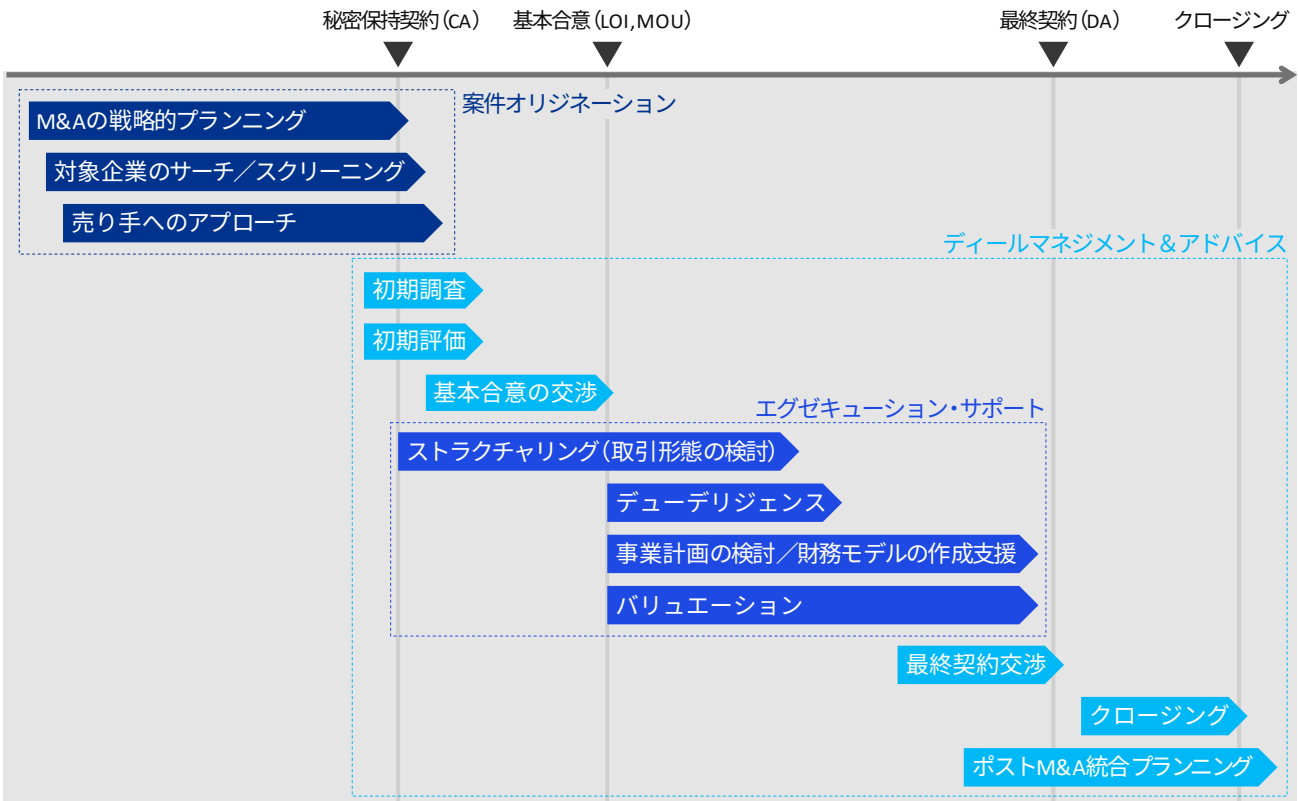 秘密保持契約（CA）
基本合意（LOI,MOU）
最終契約（DA）
クロージング
案件オリジネーション
M&Aの戦略的プランニング
対象企業のサーチ／スクリーニング
売り手へのアプローチ
ディールマネジメント＆アドバイス
初期調査
初期評価
基本合意の交渉
エグゼキューション・サポート
ストラクチャリング（取引形態の検討）
デューデリジェンス
事業計画の検討／財務モデルの作成支援
バリュエーション
最終契約交渉
クロージング
ポストM&A統合プランニング